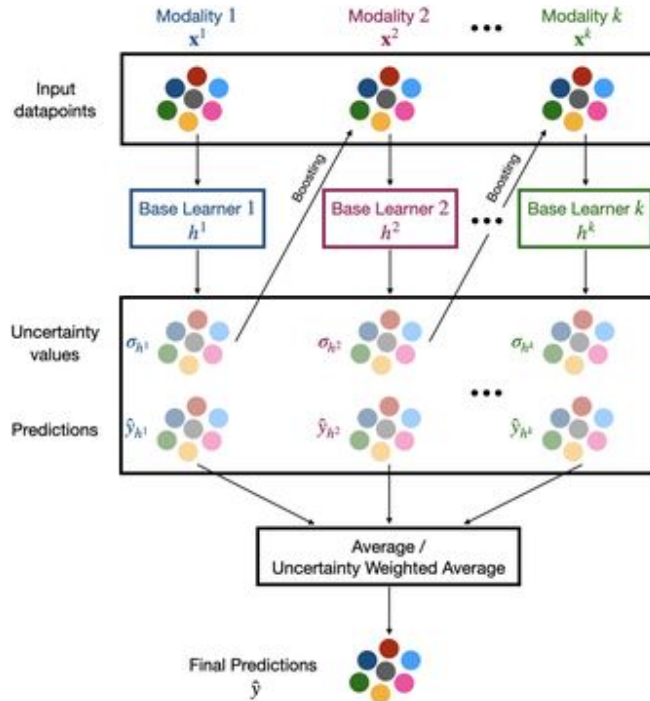 Modality 1
x¹
Modality 2
x²
•••
Modality k
xᵏ
Input
datapoints
Boosting
Boosting
Base Learner 1
h¹
Base Learner 2
h²
•••
Base Learner k
hᵏ
Uncertainty
values
σ_h¹
σ_h²
σ_hᵏ
•••
Predictions
ŷ_h¹
ŷ_h²
ŷ_hᵏ
Average /
Uncertainty Weighted Average
Final Predictions
ŷ